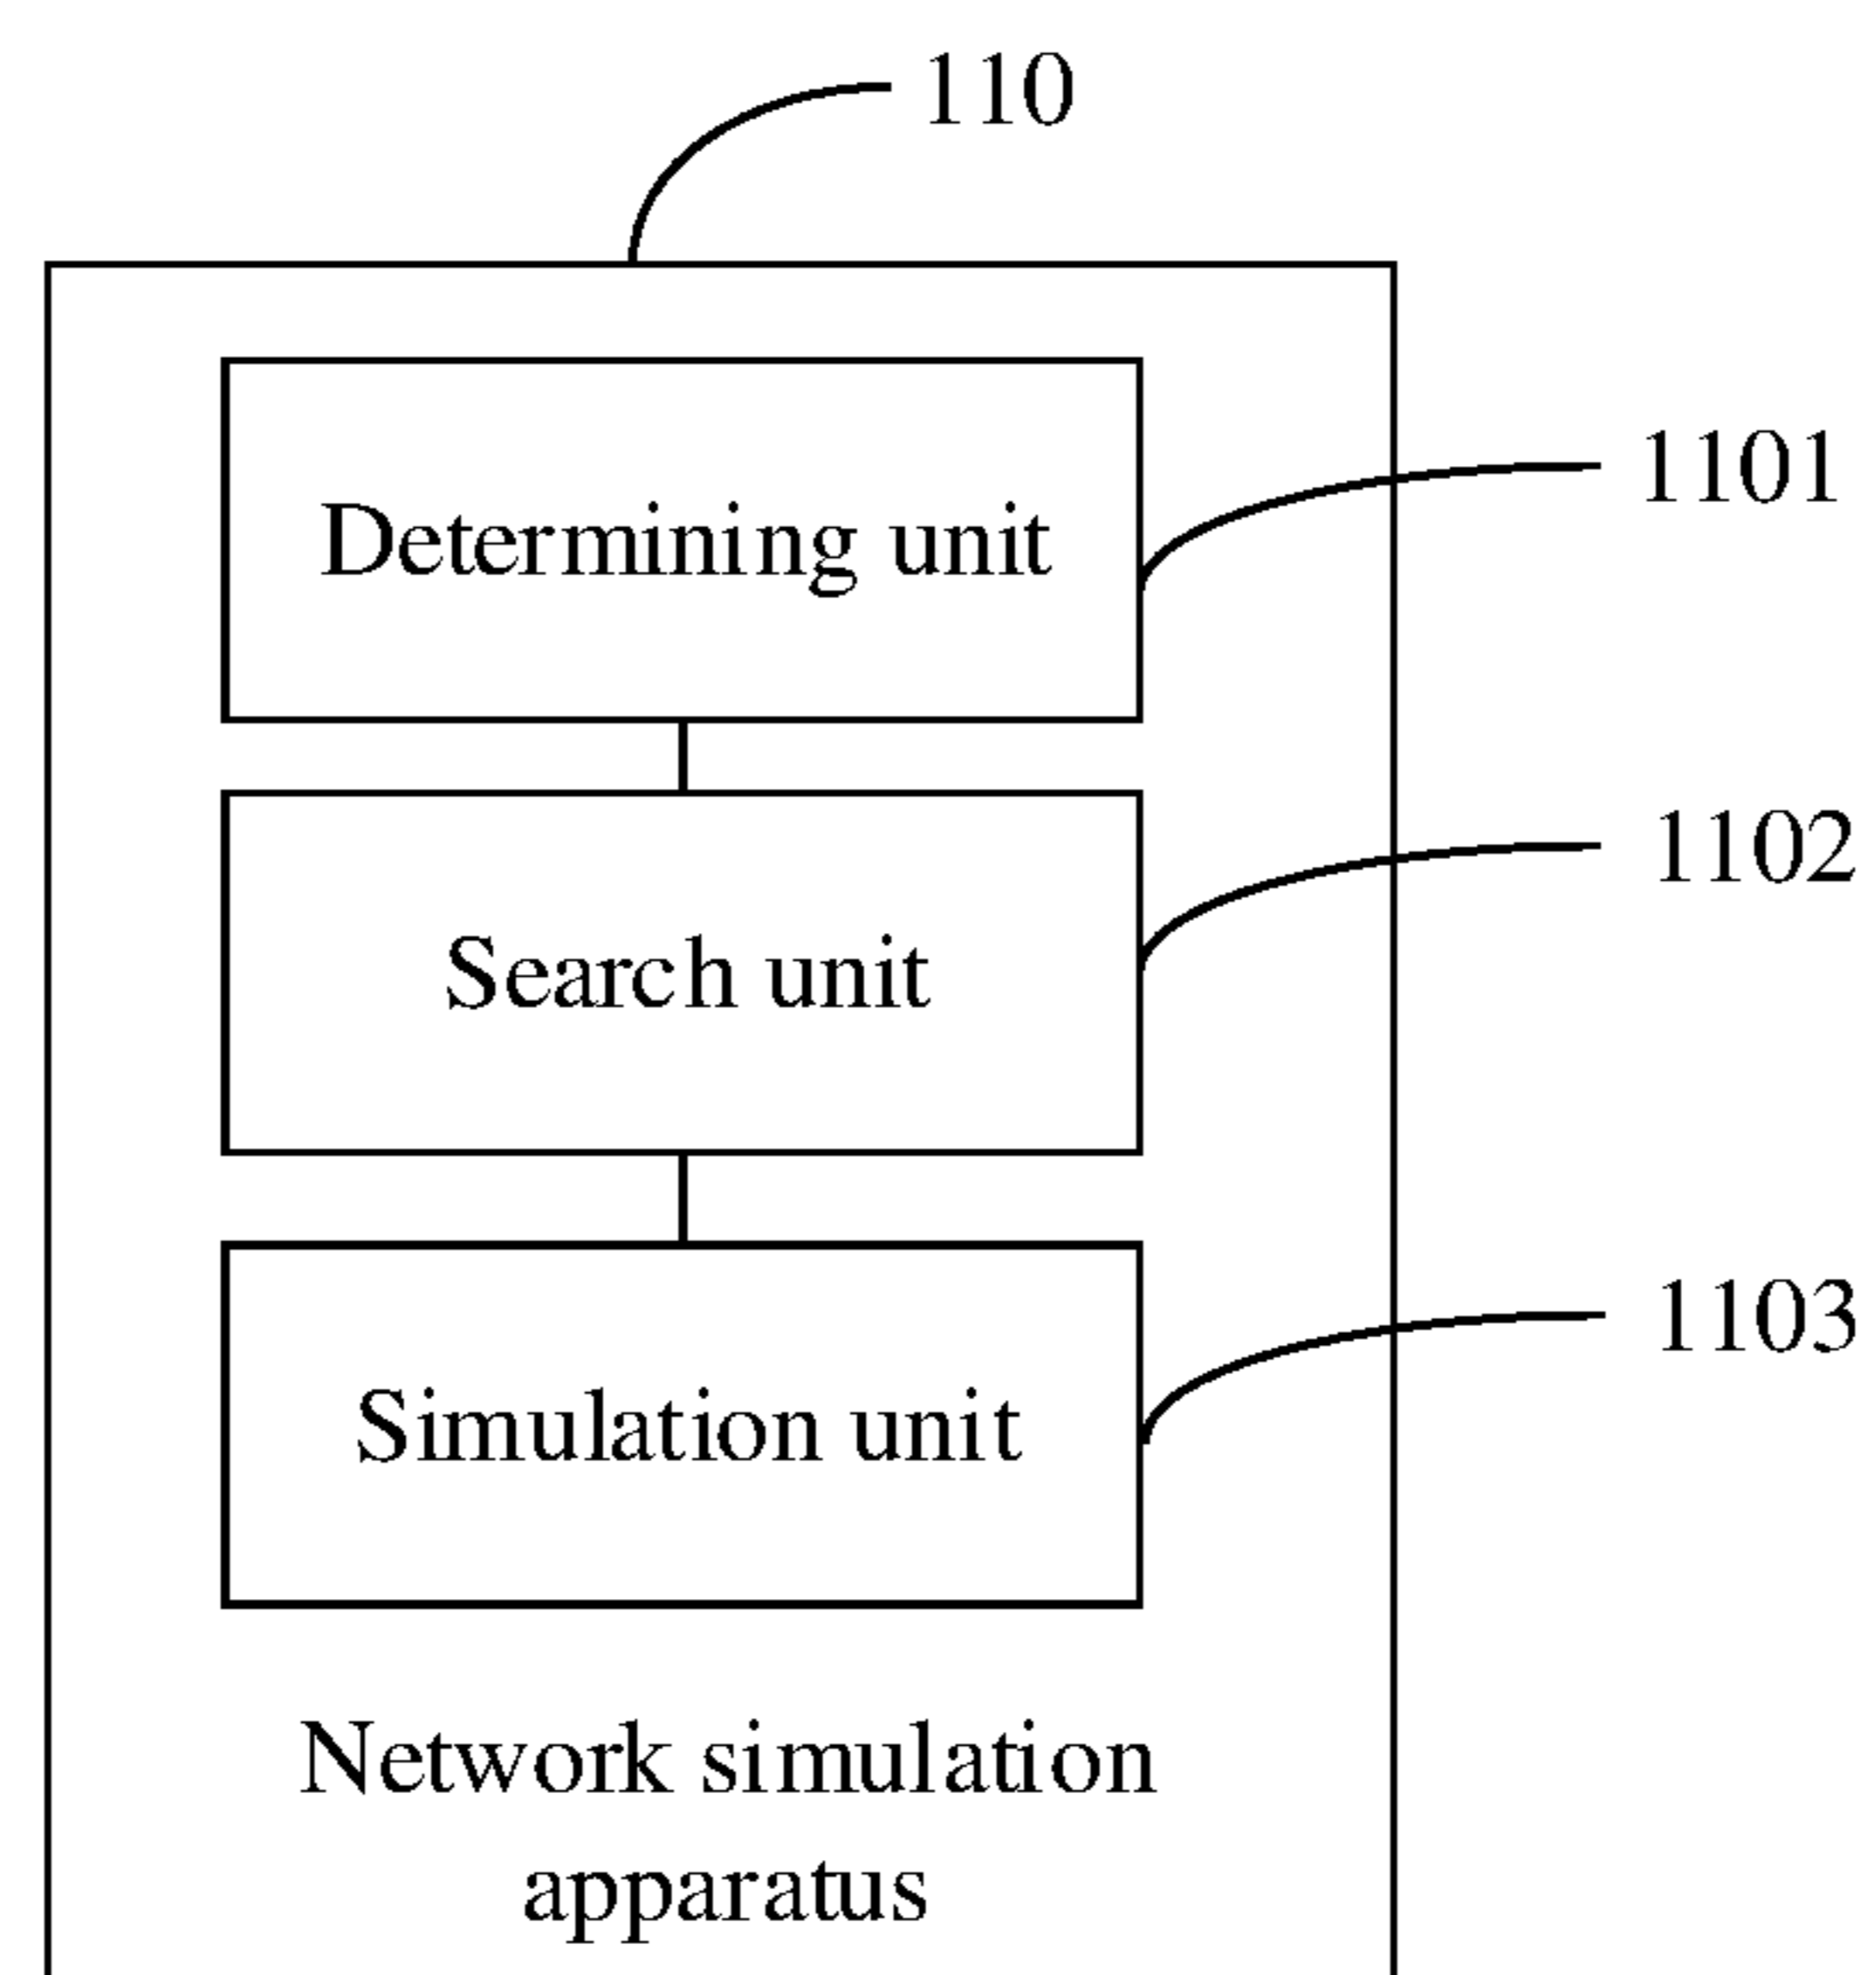 110
Determining unit
1101
Search unit
1102
Simulation unit
1103
Network simulation
apparatus